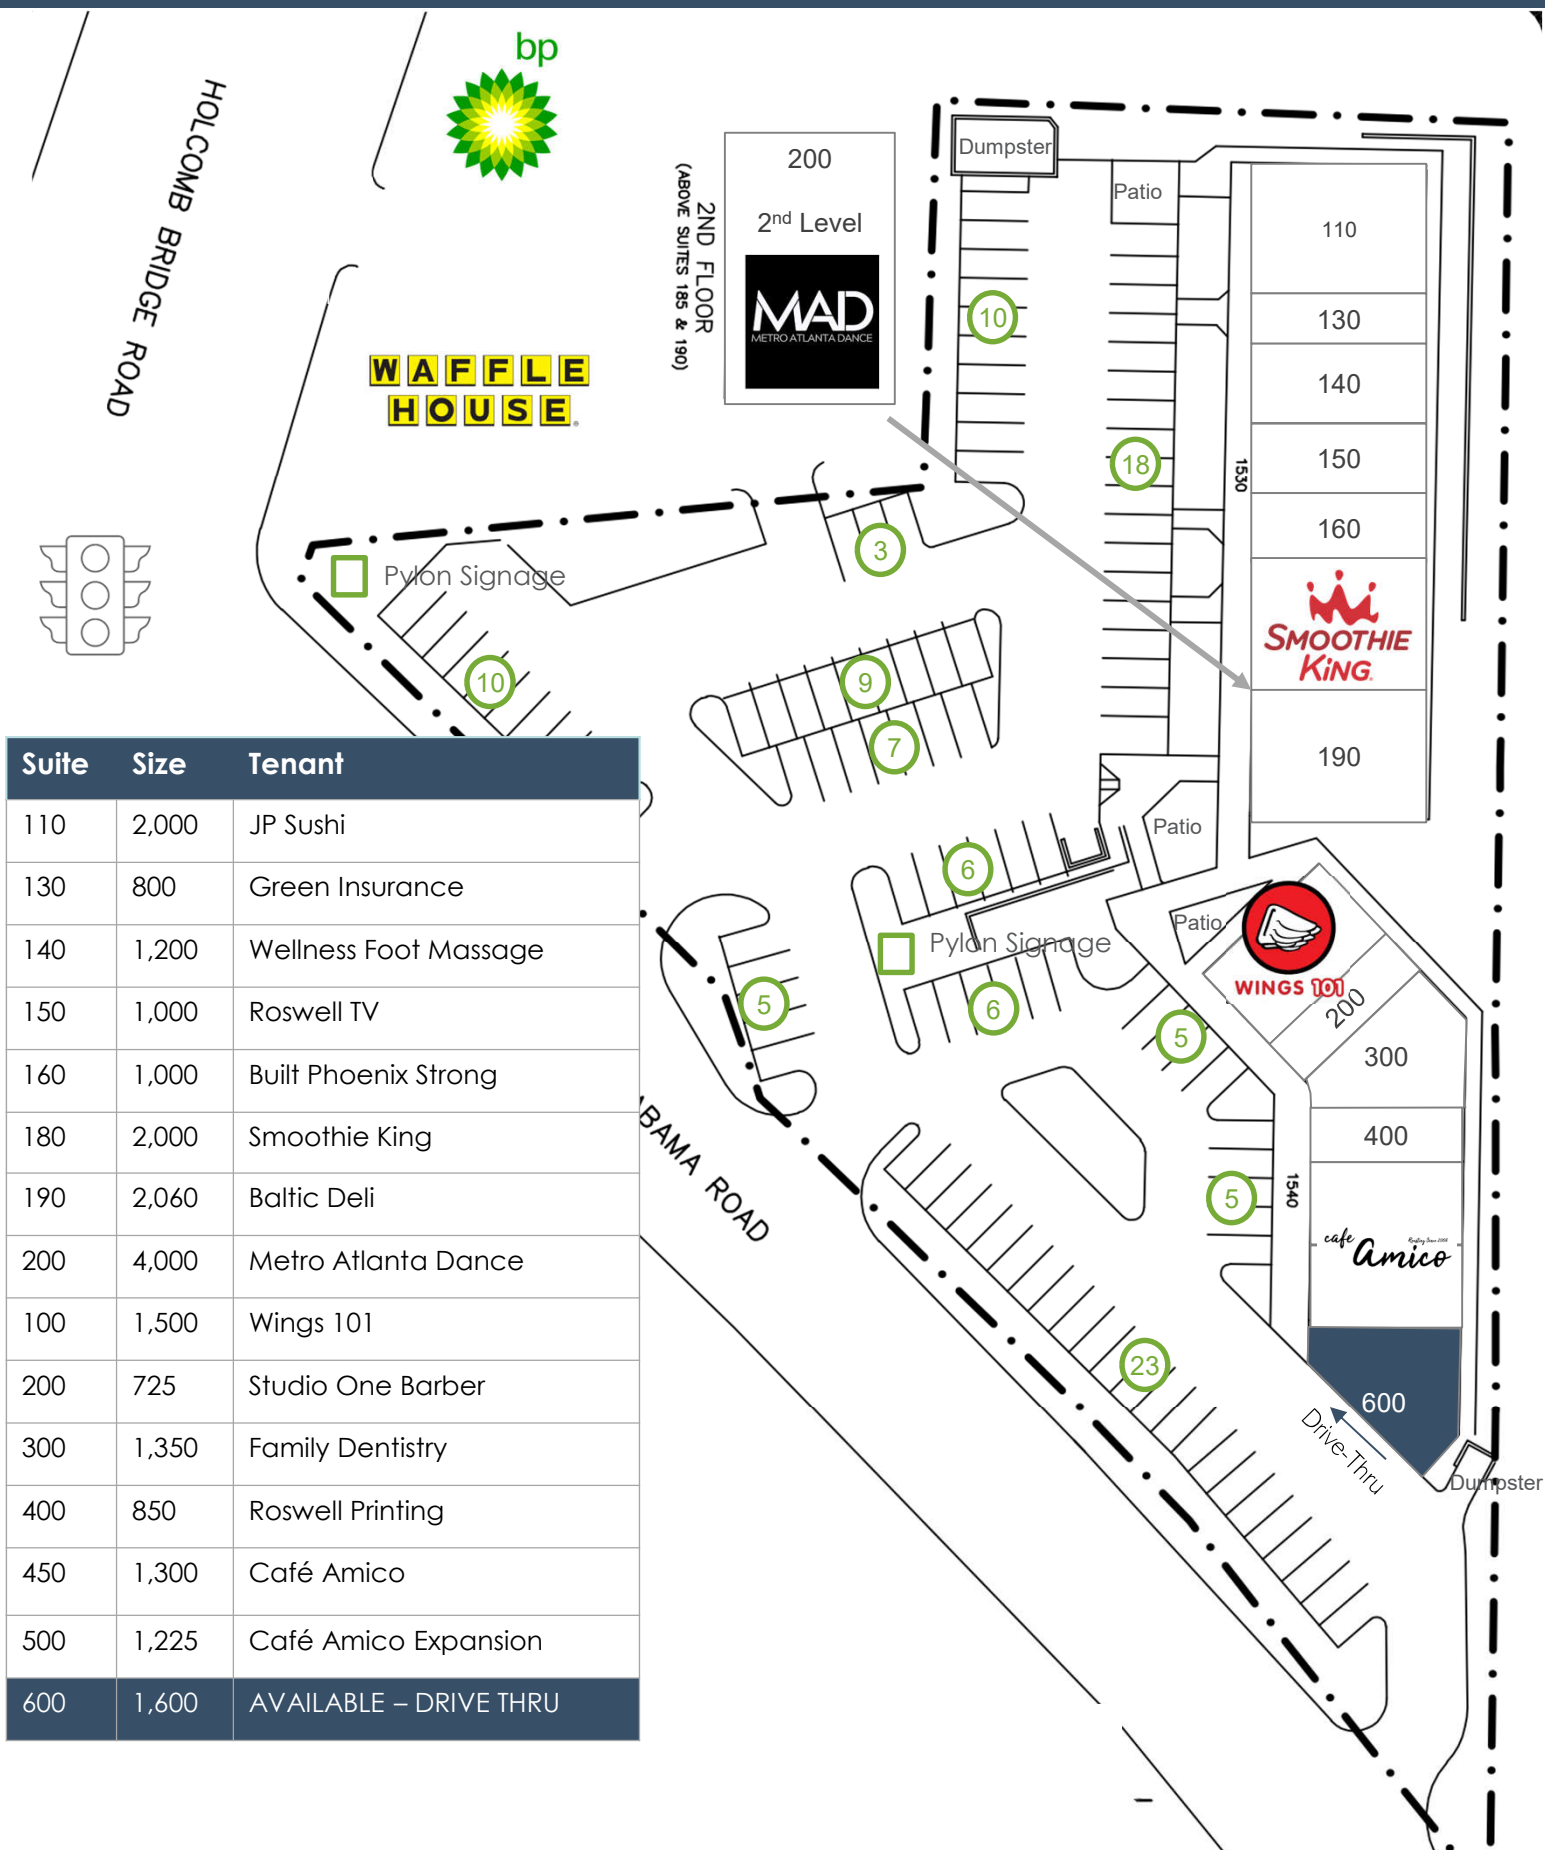 bp
HOLCOMB BRIDGE ROAD
WAFFLE
HOUSE
2ND FLOOR
(ABOVE SUITES 185 & 190)
200
2nd Level
MAD
METRO ATLANTA DANCE
Dumpster
Patio
110
130
140
150
160
1530
SMOOTHIE
KING
190
10
18
3
Pylon Signage
10
9
7
Patio
6
Pylon Signage
6
5
Patio
WINGS 101
200
300
400
5
5
1540
cafe
amico
23
600
Drive-Thru
Dumpster
BAMA ROAD
Suite Size Tenant
110 2,000 JP Sushi
130 800 Green Insurance
140 1,200 Wellness Foot Massage
150 1,000 Roswell TV
160 1,000 Built Phoenix Strong
180 2,000 Smoothie King
190 2,060 Baltic Deli
200 4,000 Metro Atlanta Dance
100 1,500 Wings 101
200 725 Studio One Barber
300 1,350 Family Dentistry
400 850 Roswell Printing
450 1,300 Café Amico
500 1,225 Café Amico Expansion
600 1,600 AVAILABLE – DRIVE THRU